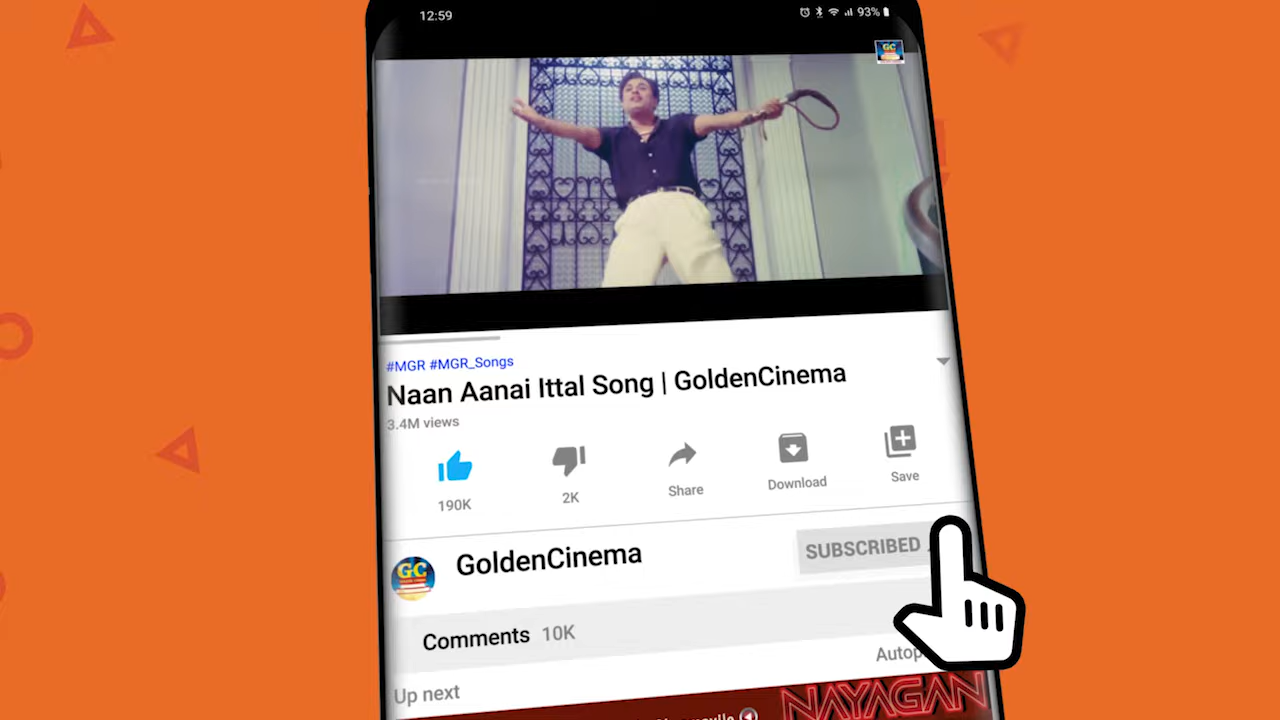 12:59
93%
GC
#MGR #MGR_Songs
Naan Aanai Ittal Song | GoldenCinema
3.4M views
190K
2K
Share
Download
Save
GC
GoldenCinema
SUBSCRIBED
Comments 10K
Up next
NAYAGAN